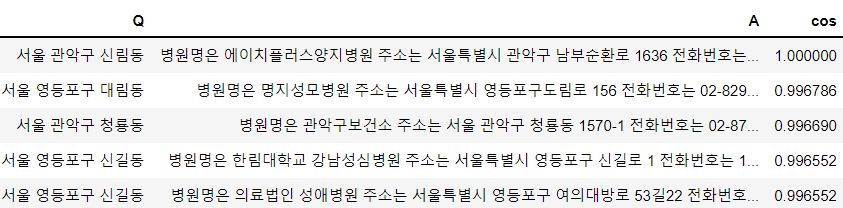 Q A cos
서울 관악구 신림동 병원명은 에이치플러스양지병원 주소는 서울특별시 관악구 남부순환로 1636 전화번호는... 1.000000
서울 영등포구 대림동 병원명은 명지성모병원 주소는 서울특별시 영등포구도림로 156 전화번호는 02-829... 0.996786
서울 관악구 청룡동 병원명은 관악구보건소 주소는 서울 관악구 청룡동 1570-1 전화번호는 02-87... 0.996690
서울 영등포구 신길동 병원명은 한림대학교 강남성심병원 주소는 서울특별시 영등포구 신길로 1 전화번호는 1... 0.996552
서울 영등포구 신길동 병원명은 의료법인 성애병원 주소는 서울특별시 영등포구 여의대방로 53길22 전화번호... 0.996552